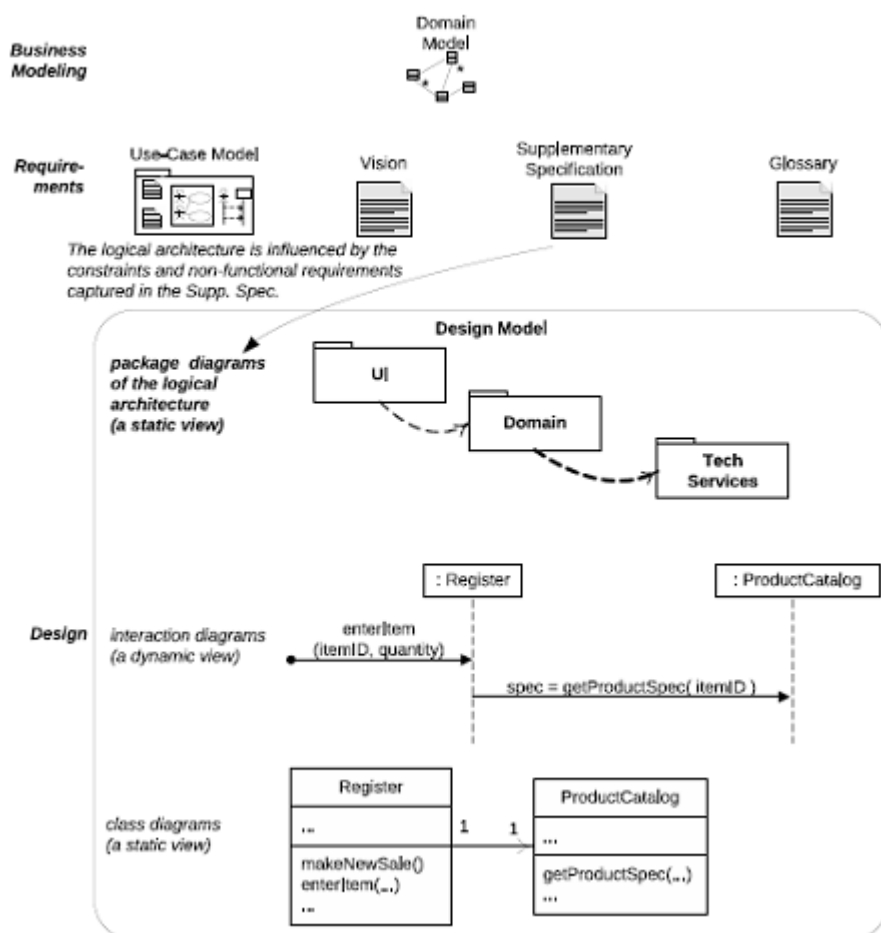 Domain
Model
Business
Modeling
Require-
ments
Use-Case Model
Vision
Supplementary
Specification
Glossary
The logical architecture is influenced by the
constraints and non-functional requirements
captured in the Supp. Spec.
Design Model
package diagrams
of the logical
architecture
(a static view)
UI
Domain
Tech
Services
: Register
: ProductCatalog
Design
interaction diagrams
(a dynamic view)
enterItem
(itemID, quantity)
spec = getProductSpec( itemID )
class diagrams
(a static view)
Register
...
makeNewSale()
enterItem(...)
...
1
1
ProductCatalog
...
getProductSpec(...)
...